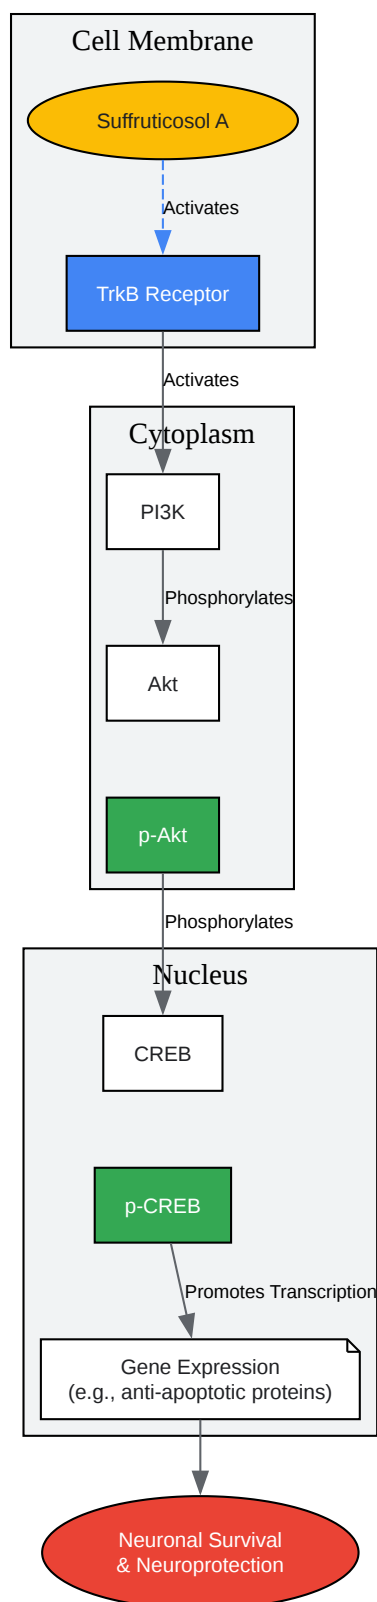 Cell Membrane
Suffruticosol A
Activates
TrkB Receptor
Activates
Cytoplasm
PI3K
Phosphorylates
Akt
p-Akt
Phosphorylates
Nucleus
CREB
p-CREB
Promotes Transcription
Gene Expression
(e.g., anti-apoptotic proteins)
Neuronal Survival
& Neuroprotection